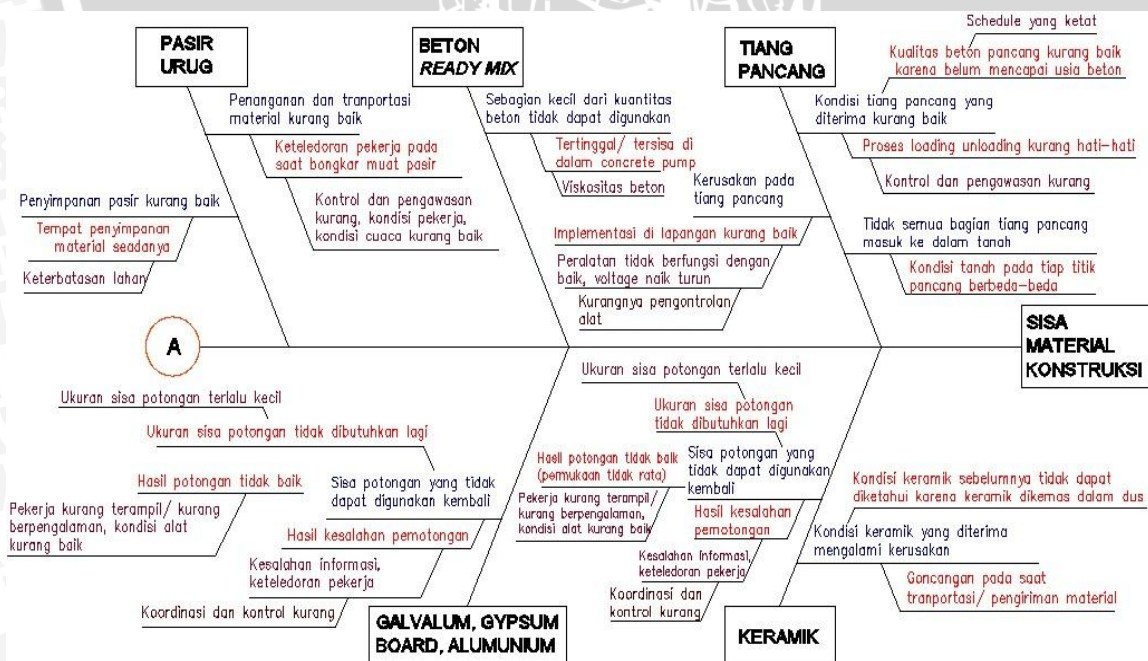 PASIR
URUG
Penanganan dan tranportasi
material kurang baik
Keteledoran pekerja pada
saat bongkar muat pasir
Kontrol dan pengawasan
kurang, kondisi pekerja,
kondisi cuaca kurang baik
Penyimpanan pasir kurang baik
Tempat penyimpanan
material seadanya
Keterbatasan lahan
BETON
READY MIX
Sebagian kecil dari kuantitas
beton tidak dapat digunakan
Tertinggal/ tersisa di
dalam concrete pump
Viskositas beton
TIANG
PANCANG
Schedule yang ketat
Kualitas beton pancang kurang baik
karena belum mencapai usia beton
Kondisi tiang pancang yang
diterima kurang baik
Proses loading unloading kurang hati-hati
Kontrol dan pengawasan kurang
Kerusakan pada
tiang pancang
Implementasi di lapangan kurang baik
Peralatan tidak berfungsi dengan
baik, voltage naik turun
Kurangnya pengontrolan
alat
Tidak semua bagian tiang pancang
masuk ke dalam tanah
Kondisi tanah pada tiap titik
pancang berbeda-beda
A
SISA
MATERIAL
KONSTRUKSI
Ukuran sisa potongan terlalu kecil
Ukuran sisa potongan tidak dibutuhkan lagi
Hasil potongan tidak baik
Pekerja kurang terampil/ kurang
berpengalaman, kondisi alat
kurang baik
Sisa potongan yang tidak
dapat digunakan kembali
Hasil kesalahan pemotongan
Kesalahan informasi,
keteledoran pekerja
Koordinasi dan kontrol kurang
GALVALUM, GYPSUM
BOARD, ALUMUNIUM
Ukuran sisa potongan terlalu kecil
Ukuran sisa potongan
tidak dibutuhkan lagi
Hasil potongan tidak baik
(permukaan tidak rata)
Pekerja kurang terampil/
kurang berpengalaman,
kondisi alat kurang baik
Sisa potongan yang
tidak dapat digunakan
kembali
Hasil kesalahan
pemotongan
Kesalahan informasi,
keteledoran pekerja
Koordinasi dan
kontrol kurang
Kondisi keramik sebelumnya tidak dapat
diketahui karena keramik dikemas dalam dus
Kondisi keramik yang diterima
mengalami kerusakan
Goncangan pada saat
tranportasi/ pengiriman material
KERAMIK